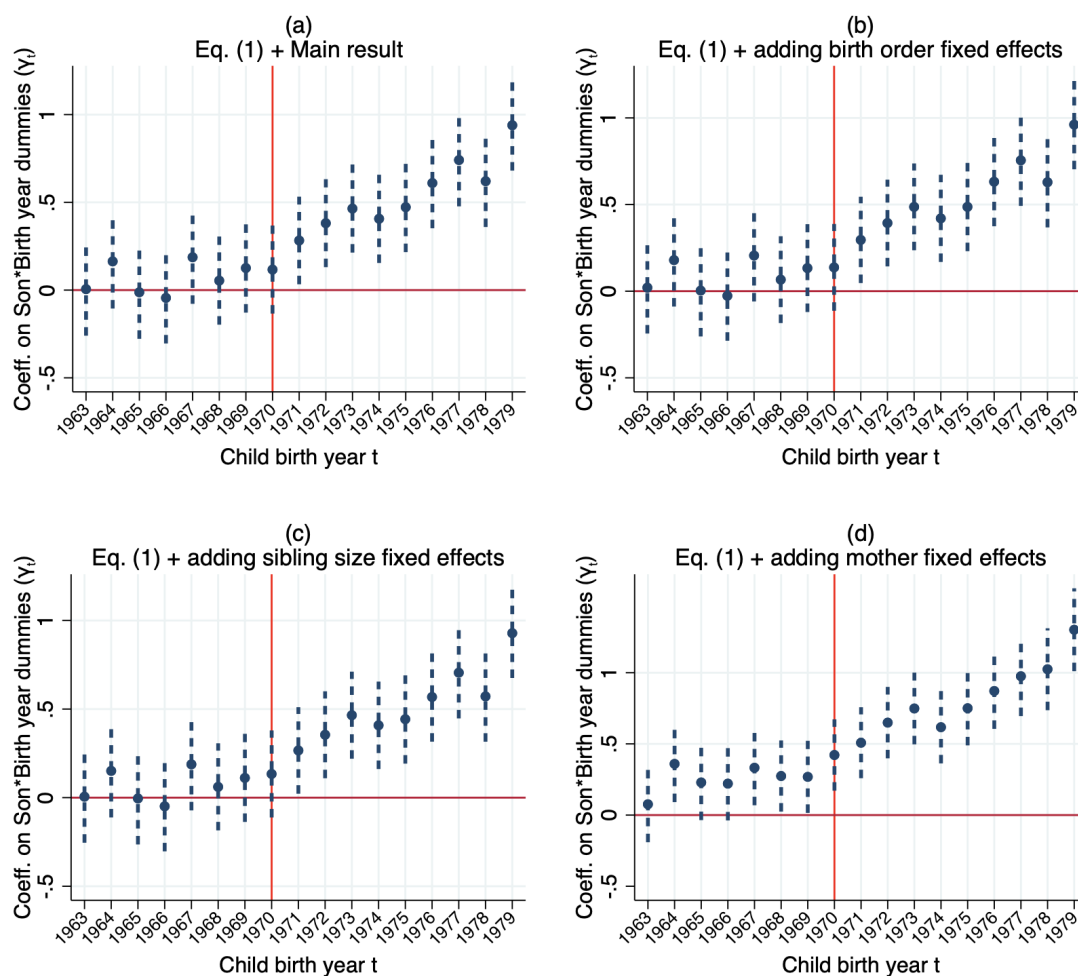 (a)
Eq. (1) + Main result
Coeff. on Son*Birth year dummies (γt)
1
.5
0
-.5
1963 1964 1965 1966 1967 1968 1969 1970 1971 1972 1973 1974 1975 1976 1977 1978 1979
Child birth year t
(b)
Eq. (1) + adding birth order fixed effects
Coeff. on Son*Birth year dummies (γt)
1
.5
0
-.5
1963 1964 1965 1966 1967 1968 1969 1970 1971 1972 1973 1974 1975 1976 1977 1978 1979
Child birth year t
(c)
Eq. (1) + adding sibling size fixed effects
Coeff. on Son*Birth year dummies (γt)
1
.5
0
-.5
1963 1964 1965 1966 1967 1968 1969 1970 1971 1972 1973 1974 1975 1976 1977 1978 1979
Child birth year t
(d)
Eq. (1) + adding mother fixed effects
Coeff. on Son*Birth year dummies (γt)
1
.5
0
-.5
1963 1964 1965 1966 1967 1968 1969 1970 1971 1972 1973 1974 1975 1976 1977 1978 1979
Child birth year t